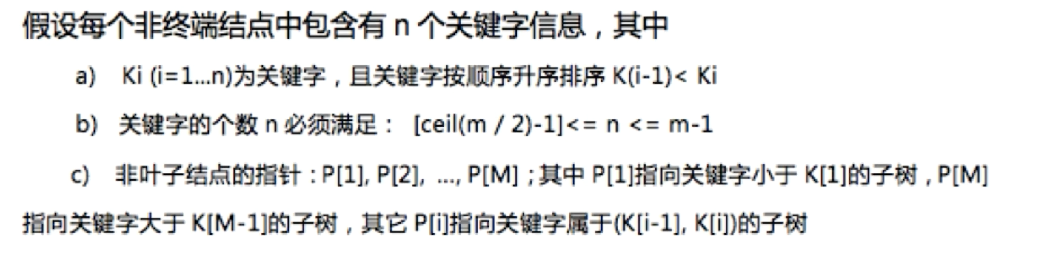 假设每个非终端结点中包含有 n 个关键字信息，其中
a) Ki (i=1...n)为关键字，且关键字按顺序升序排序 K(i-1)< Ki
b) 关键字的个数 n 必须满足： [ceil(m / 2)-1]<= n <= m-1
c) 非叶子结点的指针：P[1], P[2], …, P[M]；其中 P[1]指向关键字小于 K[1]的子树，P[M]
指向关键字大于 K[M-1]的子树，其它 P[i]指向关键字属于(K[i-1], K[i])的子树